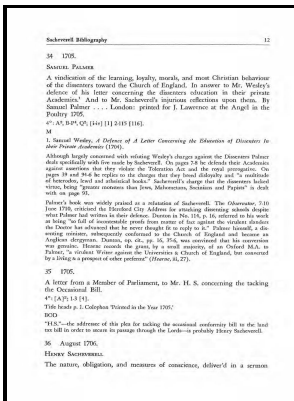 Sacheverell Bibliography 12
34 1705.
SAMUEL PALMER
A vindication of the learning, loyalty, morals, and most Christian behaviour
of the dissenters toward the Church of England. In answer to Mr. Wesley's
defence of his letter concerning the dissenters education in their private
Academies.¹ And to Mr. Sacheverell's injurious reflections upon them. By
Samuel Palmer . . . . London: printed for J. Lawrence at the Angel in the
Poultry 1705.
M
1. Samuel Wesley, A Defence of A Letter Concerning the Education of Dissenters In
their Private Academies (1704).
Although largely concerned with refuting Wesley's charges against the Dissenters Palmer
deals specifically with five made by Sacheverell. On pages 7-8 he defends their Academies
against assertions that they violate the Toleration Act and the royal prerogative. On
pages 39 and 94-6 he replies to the charges that they breed disloyalty and "a multitude
of heterodox, lewd and atheistical books." Sacheverell's charge that the dissenters lacked
virtue, being "greater monsters than Jews, Mahometans, Socinians and Papists" is dealt
with on page 93.
Palmer's book was widely praised as a refutation of Sacheverell. The Observator, 7-10
June 1710, criticized the Hereford City Address for attacking dissenting schools despite
what Palmer had written in their defence. Dunton in No. 114, p. 16, referred to his work
as being "so full of incontestable proofs from matter of fact against the virulent slanders
the Doctor has advanced that he never thought fit to reply to it." Palmer himself, a dis-
senting minister, subsequently conformed to the Church of England and became an
Anglican clergyman. Dunton, op. cit., pp. 16, 35-6, was convinced that his conversion
was genuine. Hearne records the grant, by a small majority, of an Oxford M.A. to
Palmer, "a virulent Writer against the Universities & Church of England, but converted
by a living & a prospect of other preferment" (Hearne, iii, 27).
35 1705.
A letter from a Member of Parliament, to Mr. H. S. concerning the tacking
the Occasional Bill.
4°: [A]² 1-3 [4].
Title heads p. 1. Colophon 'Printed in the Year 1705.'
BOD
"H.S."—the addressee of this plea for tacking the occasional conformity bill to the land
tax bill in order to secure its passage through the Lords—is probably Henry Sacheverell.
36 August 1706.
HENRY SACHEVERELL
The nature, obligation, and measures of conscience, deliver'd in a sermon